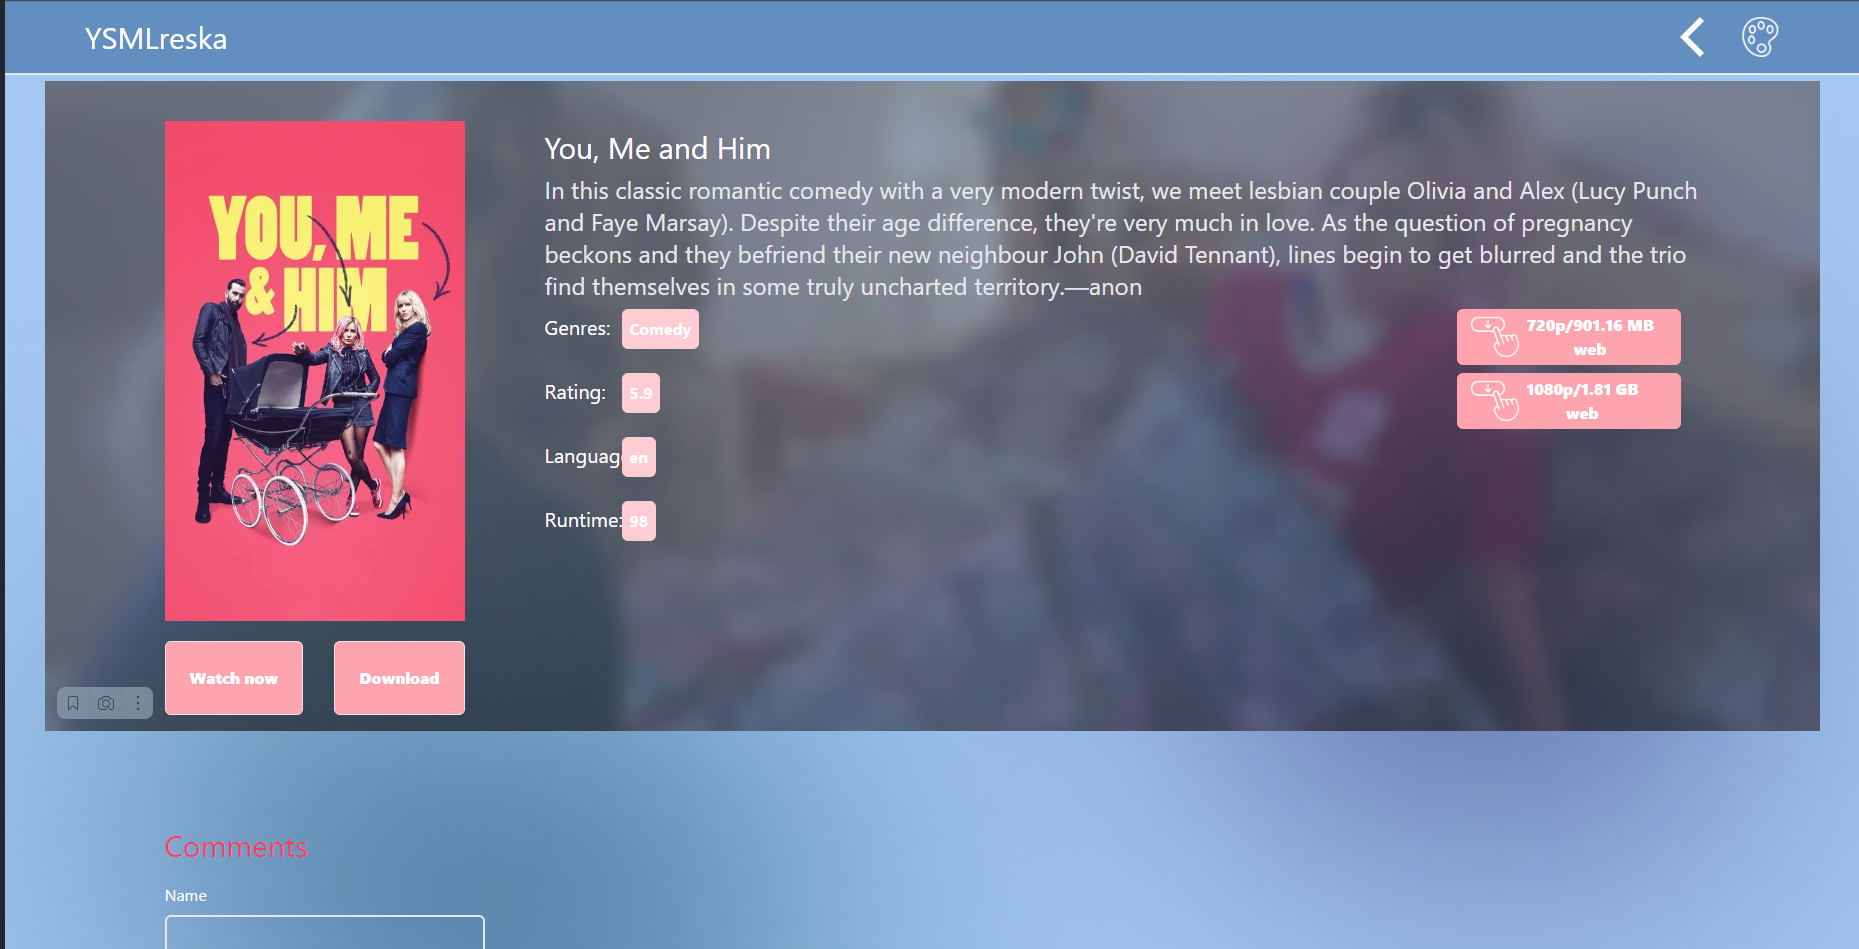 YSMLreska
YOU, ME
& HIM
You, Me and Him
In this classic romantic comedy with a very modern twist, we meet lesbian couple Olivia and Alex (Lucy Punch
and Faye Marsay). Despite their age difference, they're very much in love. As the question of pregnancy
beckons and they befriend their new neighbour John (David Tennant), lines begin to get blurred and the trio
find themselves in some truly uncharted territory.—anon
Genres: Comedy
720p/901.16 MB
web
Rating: 5.9
1080p/1.81 GB
web
Languag en
Runtime: 98
Watch now Download
Comments
Name